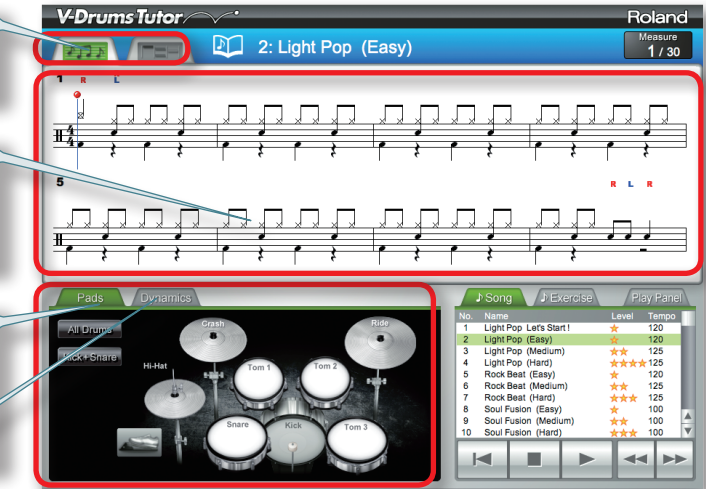 V-Drums Tutor
Roland
2: Light Pop (Easy)
Measure
1 / 30
1 R L
4
4
5 R L R
Pads Dynamics
All Drums
Kick+Snare
Crash
Ride
Hi-Hat
Tom 1
Tom 2
Snare
Kick
Tom 3
Song Exercise Play Panel
No. Name Level Tempo
1 Light Pop Let's Start ! 120
2 Light Pop (Easy) 120
3 Light Pop (Medium) 125
4 Light Pop (Hard) 125
5 Rock Beat (Easy) 120
6 Rock Beat (Medium) 125
7 Rock Beat (Hard) 125
8 Soul Fusion (Easy) 100
9 Soul Fusion (Medium) 100
10 Soul Fusion (Hard) 100